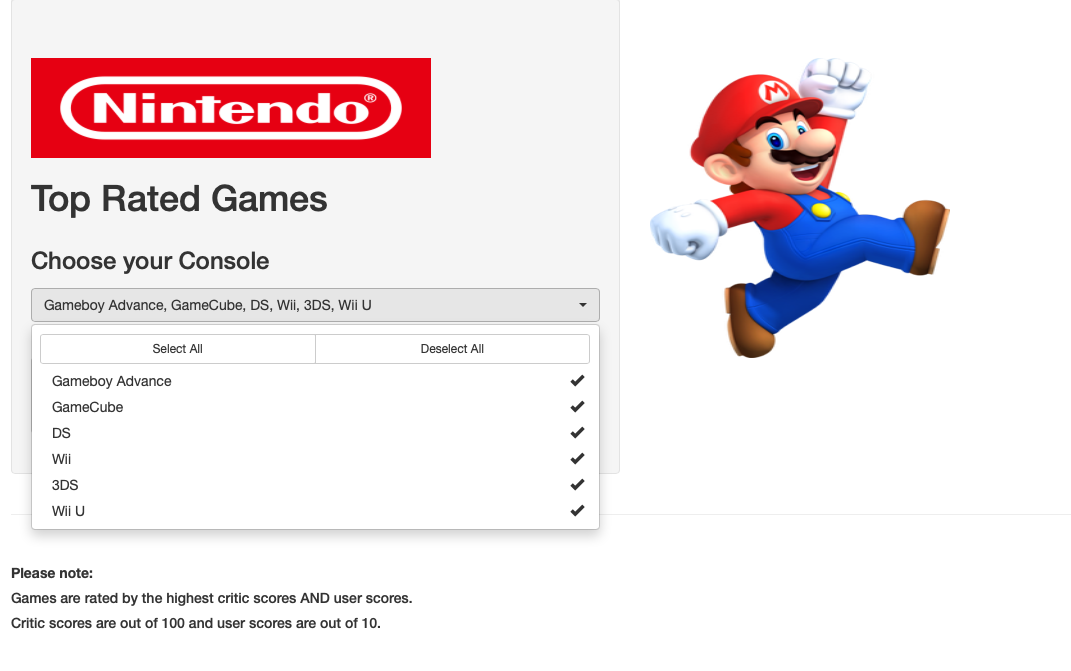 Nintendo®
Top Rated Games
Choose your Console
Gameboy Advance, GameCube, DS, Wii, 3DS, Wii U
Select All Deselect All
Gameboy Advance
GameCube
DS
Wii
3DS
Wii U
M
Please note:
Games are rated by the highest critic scores AND user scores.
Critic scores are out of 100 and user scores are out of 10.